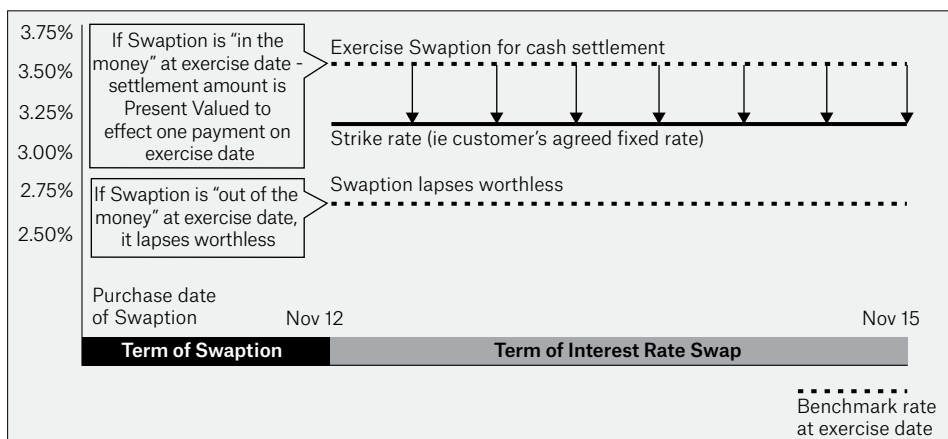 3.75%
3.50%
3.25%
3.00%
2.75%
2.50%
If Swaption is “in the
money” at exercise date -
settlement amount is
Present Valued to
effect one payment on
exercise date
Exercise Swaption for cash settlement
Strike rate (ie customer’s agreed fixed rate)
If Swaption is “out of the
money” at exercise date,
it lapses worthless
Swaption lapses worthless
Purchase date
of Swaption
Nov 12
Nov 15
Term of Swaption
Term of Interest Rate Swap
Benchmark rate
at exercise date